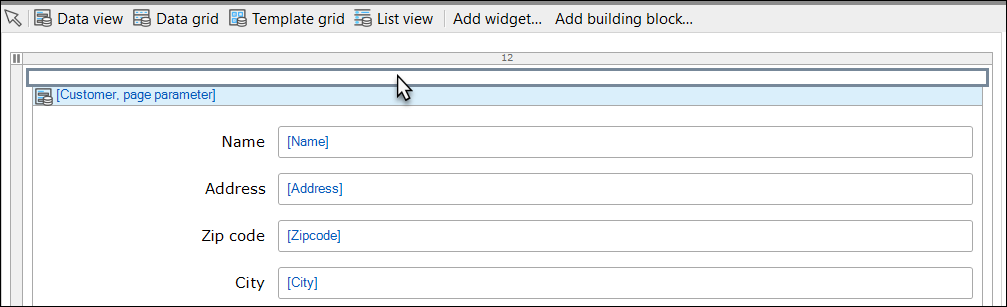 Data view Data grid Template grid List view Add widget... Add building block...
12
[Customer, page parameter]
Name [Name]
Address [Address]
Zip code [Zipcode]
City [City]